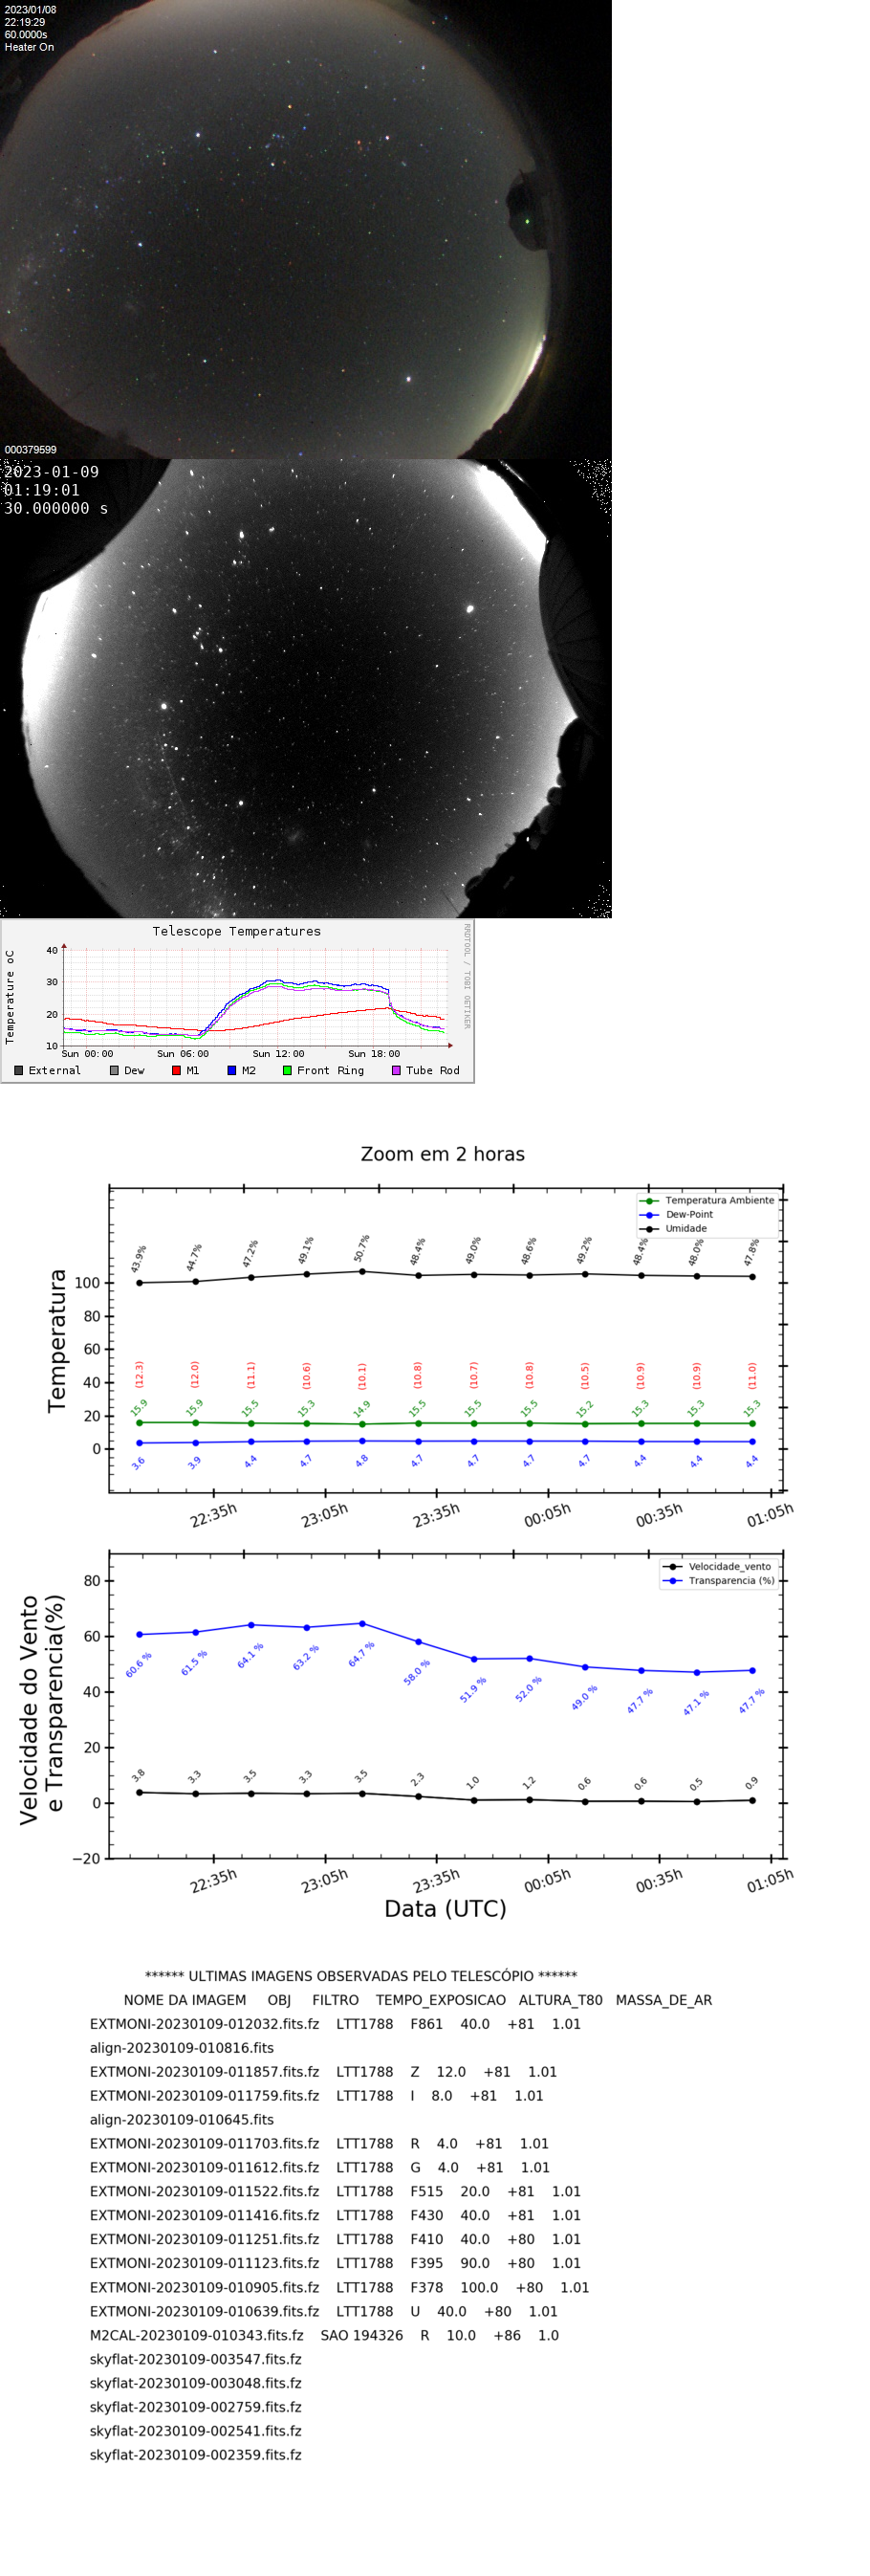 2023/01/08
22:19:29
60.0000s
Heater On
000379599
2023-01-09
01:19:01
30.000000 s
Telescope Temperatures
RRDTOOL / TOBI OETIKER
Temperature oC
40
30
20
10
Sun 00:00 Sun 06:00 Sun 12:00 Sun 18:00
External Dew M1 M2 Front Ring Tube Rod
Zoom em 2 horas
Temperatura Ambiente
Dew-Point
Umidade
43.9% 44.7% 47.2% 49.1% 50.7% 48.4% 49.0% 48.6% 49.2% 48.4% 48.0% 47.8%
Temperatura
100
80
60
40
20
0
(12.3) (12.0) (11.1) (10.6) (10.1) (10.8) (10.7) (10.8) (10.5) (10.9) (10.9) (11.0)
15.9 15.9 15.5 15.3 14.9 15.5 15.5 15.5 15.2 15.3 15.3 15.3
3.6 3.9 4.4 4.7 4.8 4.7 4.7 4.7 4.7 4.4 4.4 4.4
22:35h 23:05h 23:35h 00:05h 00:35h 01:05h
Velocidade_vento
Transparencia (%)
Velocidade do Vento
e Transparencia(%)
80
60
40
20
0
−20
60.6 % 61.5 % 64.1 % 63.2 % 64.7 % 58.0 % 51.9 % 52.0 % 49.0 % 47.7 % 47.1 % 47.7 %
3.8 3.3 3.5 3.3 3.5 2.3 1.0 1.2 0.6 0.6 0.5 0.9
22:35h 23:05h 23:35h 00:05h 00:35h 01:05h
Data (UTC)
****** ULTIMAS IMAGENS OBSERVADAS PELO TELESCÓPIO ******
NOME DA IMAGEM OBJ FILTRO TEMPO_EXPOSICAO ALTURA_T80 MASSA_DE_AR
EXTMONI-20230109-012032.fits.fz LTT1788 F861 40.0 +81 1.01
align-20230109-010816.fits
EXTMONI-20230109-011857.fits.fz LTT1788 Z 12.0 +81 1.01
EXTMONI-20230109-011759.fits.fz LTT1788 I 8.0 +81 1.01
align-20230109-010645.fits
EXTMONI-20230109-011703.fits.fz LTT1788 R 4.0 +81 1.01
EXTMONI-20230109-011612.fits.fz LTT1788 G 4.0 +81 1.01
EXTMONI-20230109-011522.fits.fz LTT1788 F515 20.0 +81 1.01
EXTMONI-20230109-011416.fits.fz LTT1788 F430 40.0 +81 1.01
EXTMONI-20230109-011251.fits.fz LTT1788 F410 40.0 +80 1.01
EXTMONI-20230109-011123.fits.fz LTT1788 F395 90.0 +80 1.01
EXTMONI-20230109-010905.fits.fz LTT1788 F378 100.0 +80 1.01
EXTMONI-20230109-010639.fits.fz LTT1788 U 40.0 +80 1.01
M2CAL-20230109-010343.fits.fz SAO 194326 R 10.0 +86 1.0
skyflat-20230109-003547.fits.fz
skyflat-20230109-003048.fits.fz
skyflat-20230109-002759.fits.fz
skyflat-20230109-002541.fits.fz
skyflat-20230109-002359.fits.fz